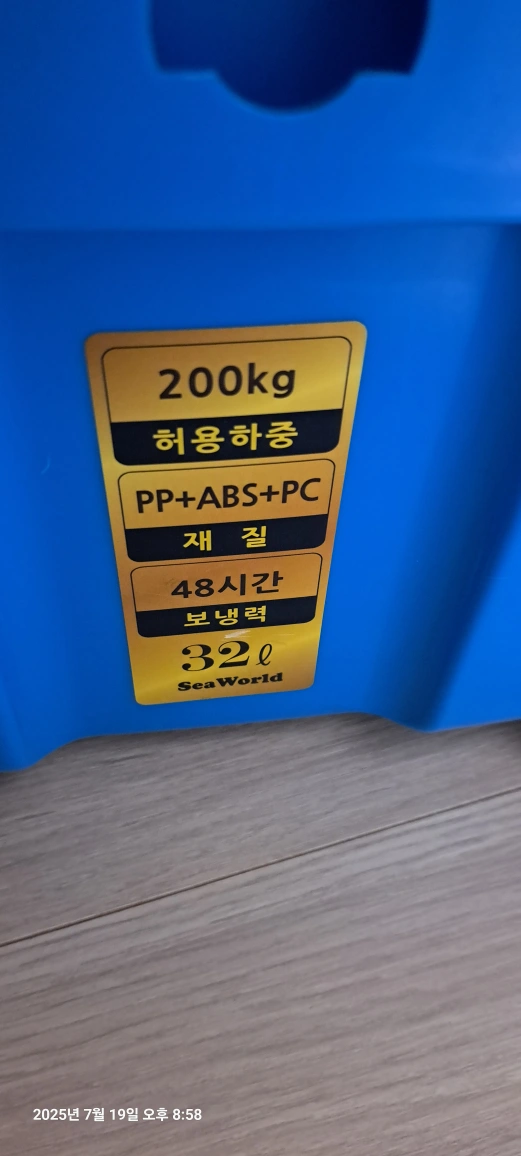 200kg
허용하중
PP+ABS+PC
재 질
48시간
보냉력
32ℓ
SeaWorld
2025년 7월 19일 오후 8:58